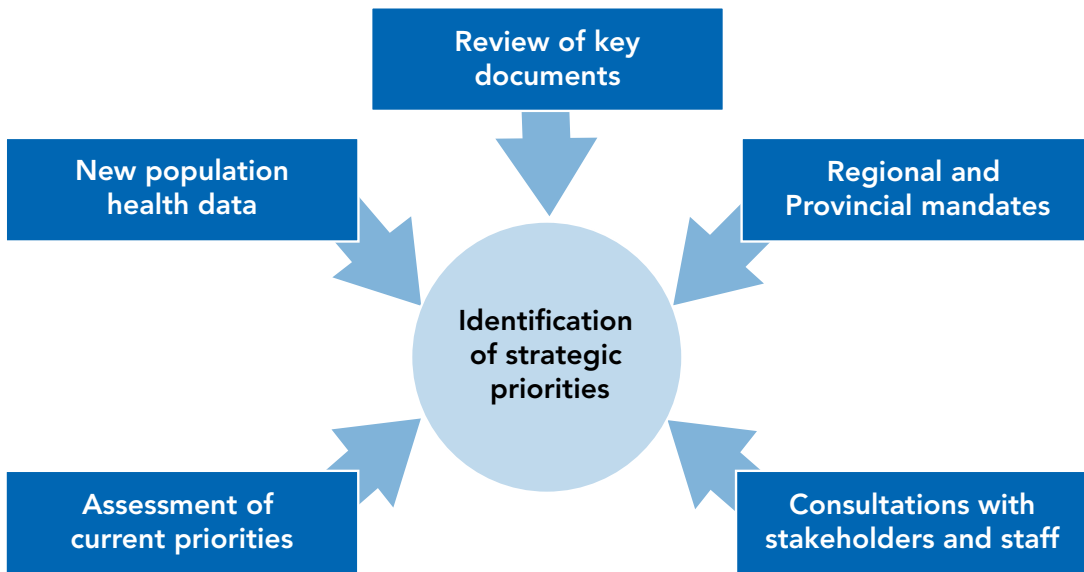 Review of key
documents
New population
health data
Regional and
Provincial mandates
Identification
of strategic
priorities
Assessment of
current priorities
Consultations with
stakeholders and staff